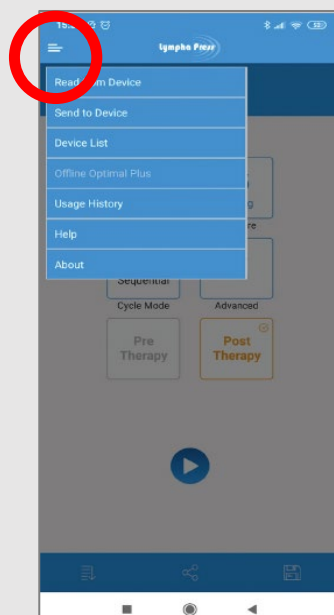 Lympha Press
Read from Device
Send to Device
Device List
Offline Optimal Plus
Usage History
Help
About
Sequential
Cycle Mode
Advanced
Pre
Therapy
Post
Therapy